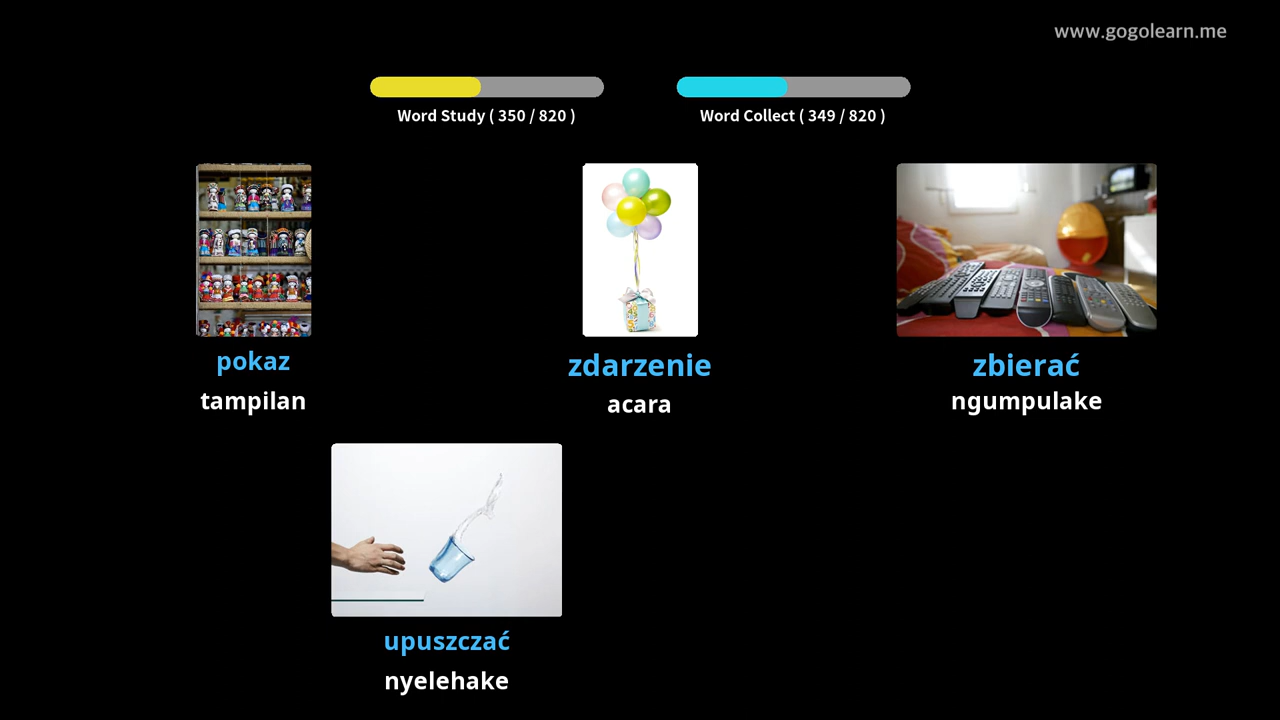 www.gogolearn.me
Word Study ( 350 / 820 )
Word Collect ( 349 / 820 )
pokaz
tampilan
zdarzenie
acara
zbierać
ngumpulake
upuszczać
nyelehake